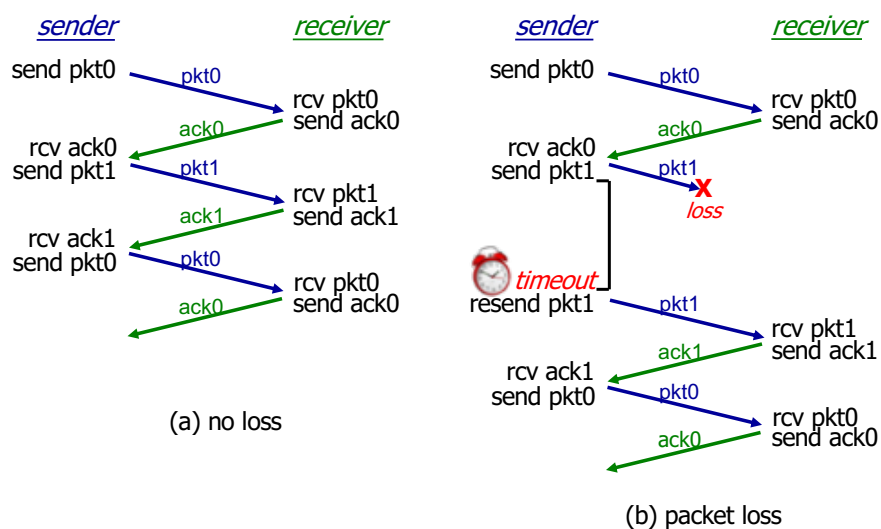 sender
receiver
send pkt0
pkt0
rcv pkt0
send ack0
ack0
rcv ack0
send pkt1
pkt1
rcv pkt1
send ack1
ack1
rcv ack1
send pkt0
pkt0
rcv pkt0
send ack0
ack0
(a) no loss
sender
receiver
send pkt0
pkt0
rcv pkt0
send ack0
ack0
rcv ack0
send pkt1
pkt1
X
loss
timeout
resend pkt1
pkt1
rcv pkt1
send ack1
ack1
rcv ack1
send pkt0
pkt0
rcv pkt0
send ack0
ack0
(b) packet loss